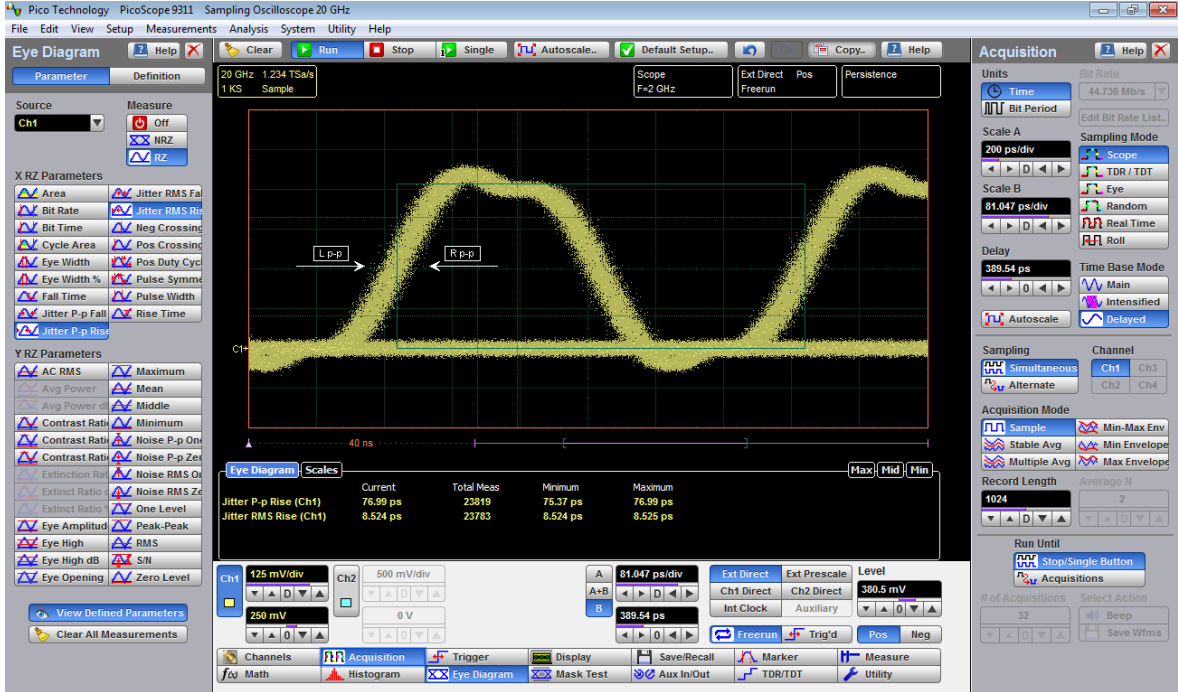 Pico Technology PicoScope 9311 Sampling Oscilloscope 20 GHz
File Edit View Setup Measurements Analysis System Utility Help
Eye Diagram Help
Parameter Definition
Source Measure
Ch1 Off
NRZ
RZ
X RZ Parameters
Area Jitter RMS Fal
Bit Rate Jitter RMS Ris
Bit Time Neg Crossing
Cycle Area Pos Crossing
Eye Width Pos Duty Cyc
Eye Width % Pulse Symme
Fall Time Pulse Width
Jitter P-p Fall Rise Time
Jitter P-p Rise
Y RZ Parameters
AC RMS Maximum
Avg Power Mean
Avg Power dB Middle
Contrast Rati Minimum
Contrast Rati Noise P-p One
Contrast Rati Noise P-p Zer
Extinction Rat Noise RMS On
Extinct Ratio Noise RMS Ze
Extinct Ratio One Level
Eye Amplitud Peak-Peak
Eye High RMS
Eye High dB S/N
Eye Opening Zero Level
View Defined Parameters
Clear All Measurements
Clear Run Stop Single Autoscale.. Default Setup.. Copy.. Help
20 GHz 1.234 TSa/s
1 KS Sample
Scope
F=2 GHz
Ext Direct Pos
Freerun
Persistence
L p-p R p-p
C1
40 ns
Eye Diagram Scales Max Mid Min
Current Total Meas Minimum Maximum
Jitter P-p Rise (Ch1) 76.99 ps 23819 75.37 ps 76.99 ps
Jitter RMS Rise (Ch1) 8.524 ps 23783 8.524 ps 8.525 ps
Ch1 125 mV/div Ch2 500 mV/div
D D
250 mV 0 V
0 0
A 81.047 ps/div
A+B D
B 389.54 ps
0
Ext Direct Ext Prescale Level
Ch1 Direct Ch2 Direct 380.5 mV
Int Clock Auxiliary 0
Freerun Trig'd Pos Neg
Channels Acquisition Trigger Display Save/Recall Marker Measure
f(x) Math Histogram Eye Diagram Mask Test Aux In/Out TDR/TDT Utility
Acquisition Help
Units Bit Rate
Time 44.736 Mb/s
Bit Period Edit Bit Rate List..
Scale A Sampling Mode
200 ps/div Scope
D TDR / TDT
Scale B Eye
81.047 ps/div Random
D Real Time
Roll
Delay
389.54 ps Time Base Mode
0 Main
Intensified
Autoscale Delayed
Sampling Channel
Simultaneous Ch1 Ch3
Alternate Ch2 Ch4
Acquisition Mode
Sample Min-Max Env
Stable Avg Min Envelope
Multiple Avg Max Envelope
Record Length Average N
1024 2
D D
Run Until
Stop/Single Button
Acquisitions
# of Acquisitions Select Action
32 Beep
D Save Wfms